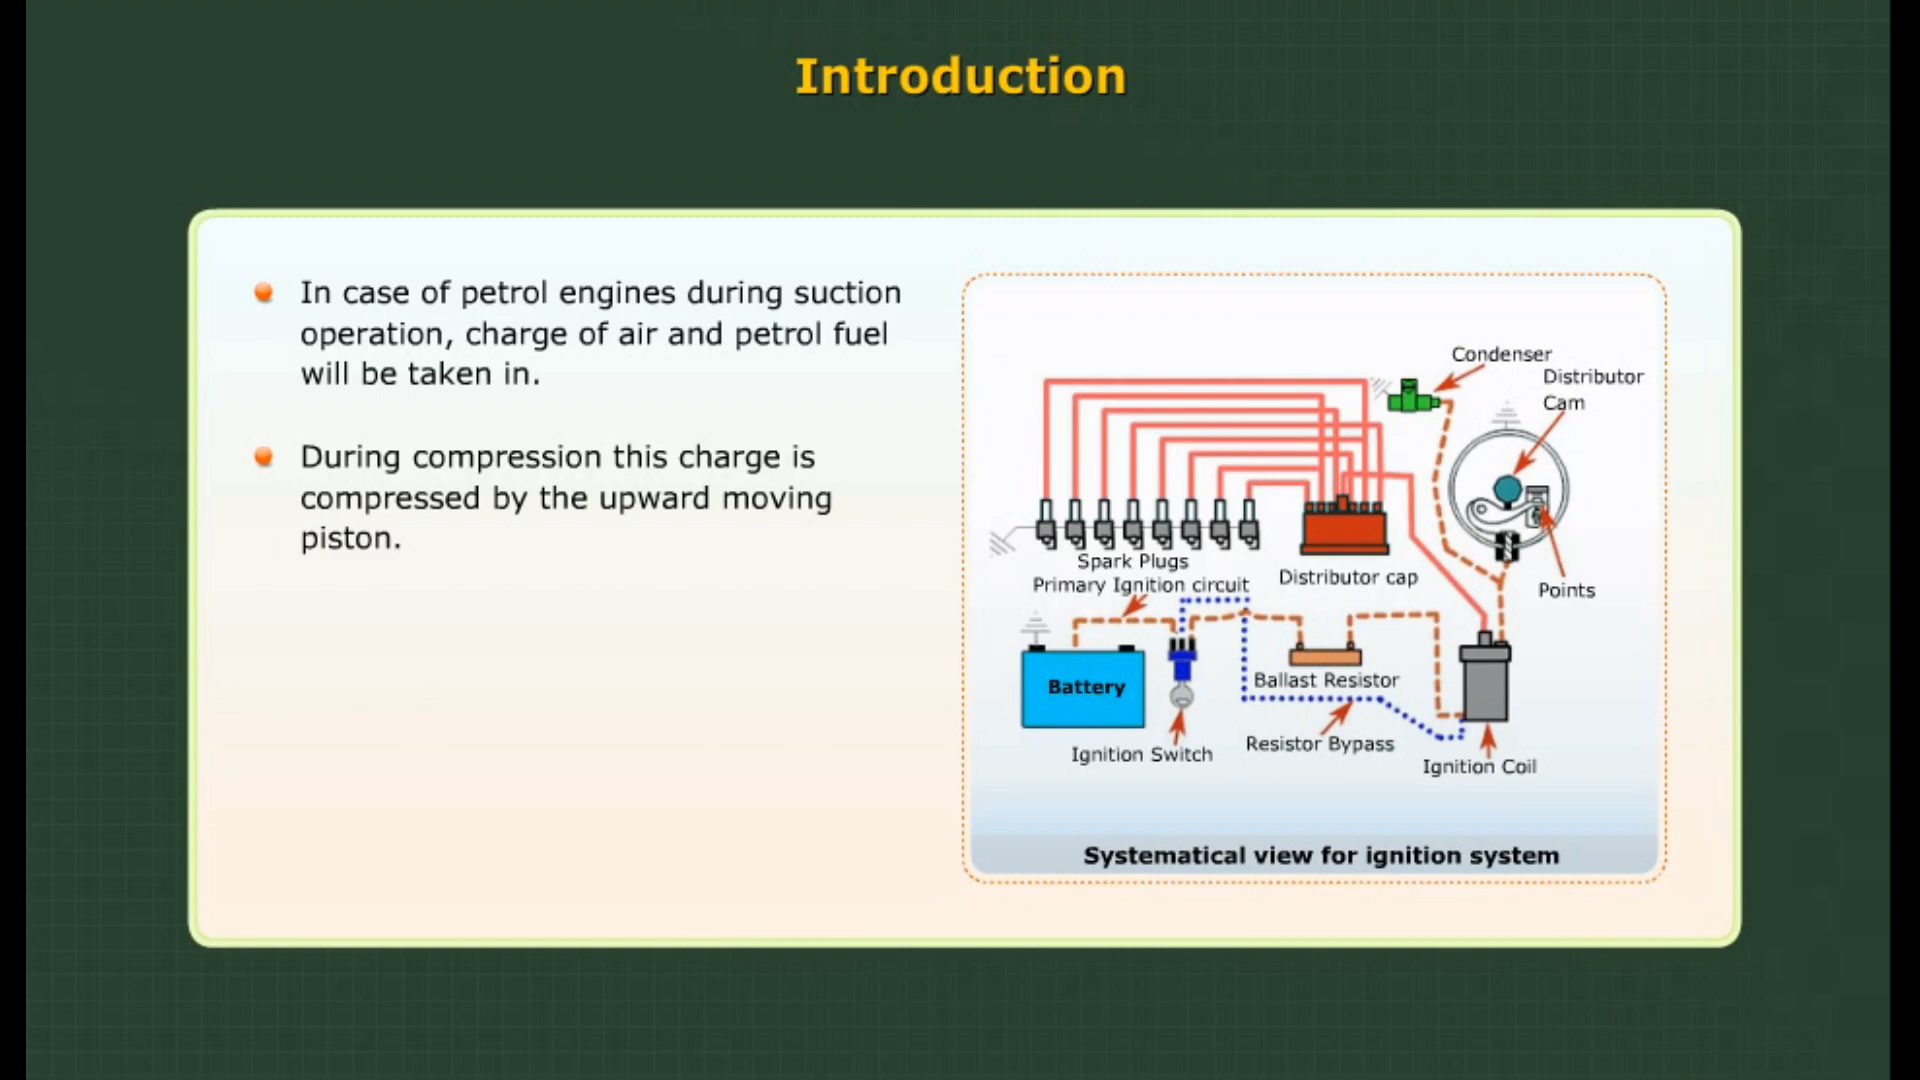 Introduction
In case of petrol engines during suction
operation, charge of air and petrol fuel
will be taken in.
During compression this charge is
compressed by the upward moving
piston.
Condenser
Distributor
Cam
Spark Plugs
Primary Ignition circuit
Distributor cap
Points
Battery
Ballast Resistor
Ignition Switch
Resistor Bypass
Ignition Coil
Systematical view for ignition system